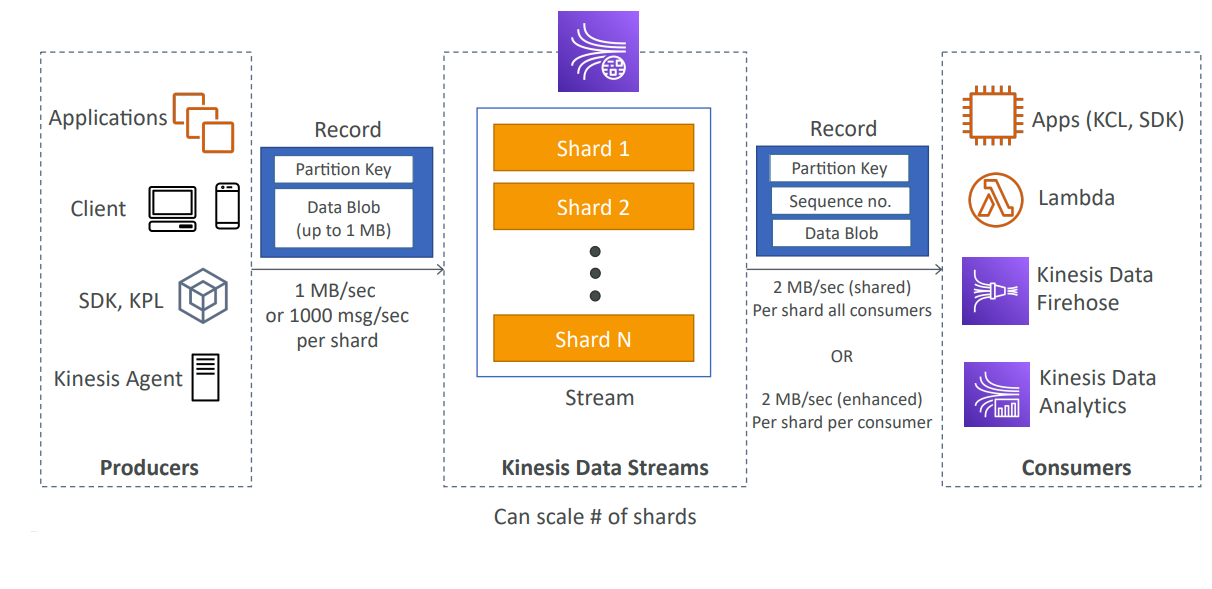 Applications
Client
SDK, KPL
Kinesis Agent
Producers
Record
Partition Key
Data Blob
(up to 1 MB)
1 MB/sec
or 1000 msg/sec
per shard
Shard 1
Shard 2
Shard N
Stream
Kinesis Data Streams
Can scale # of shards
Record
Partition Key
Sequence no.
Data Blob
2 MB/sec (shared)
Per shard all consumers
OR
2 MB/sec (enhanced)
Per shard per consumer
Apps (KCL, SDK)
Lambda
Kinesis Data
Firehose
Kinesis Data
Analytics
Consumers